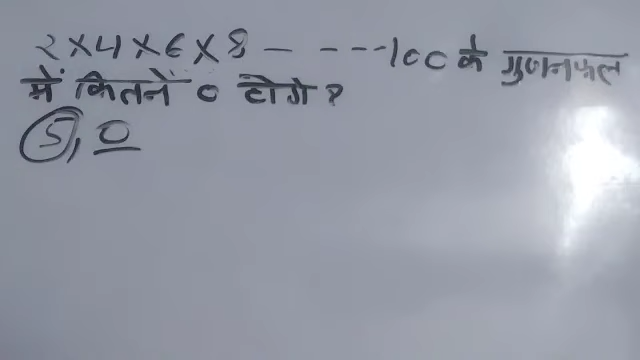 2×4×6×8 - - --- 100 के गुणनफल
में कितनें 0 होगे?
5, 0